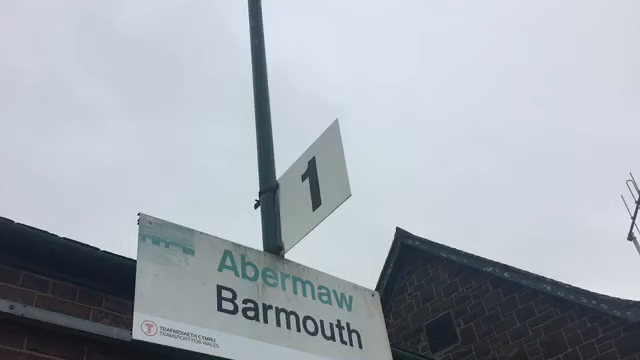 1
Abermaw
Barmouth
TRAFNIDIAETH CYMRU
TRANSPORT FOR WALES